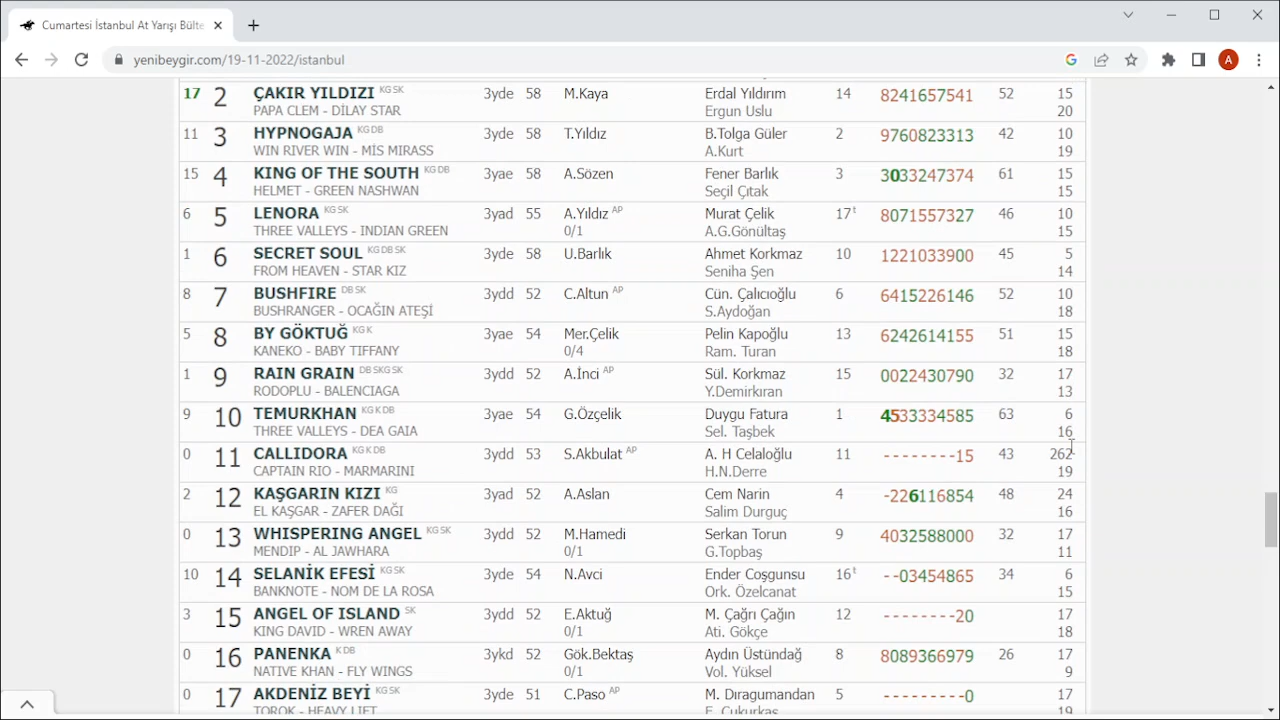 Cumartesi İstanbul At Yarışı Bülte
yenibeygir.com/19-11-2022/istanbul
A
17 2 ÇAKIR YILDIZI KG SK 3yde 58 M.Kaya Erdal Yıldırım 14 8241657541 52 15
PAPA CLEM - DİLAY STAR Ergun Uslu 20
11 3 HYPNOGAJA KG DB 3yde 58 T.Yıldız B.Tolga Güler 2 9760823313 42 10
WIN RIVER WIN - MİS MIRASS A.Kurt 19
15 4 KING OF THE SOUTH KG DB 3yae 58 A.Sözen Fener Barlık 3 3033247374 61 15
HELMET - GREEN NASHWAN Seçil Çıtak 15
6 5 LENORA KG SK 3yad 55 A.Yıldız AP Murat Çelik 17t 8071557327 46 10
THREE VALLEYS - INDIAN GREEN 0/1 A.G.Gönültaş 15
1 6 SECRET SOUL KG DB SK 3yde 58 U.Barlık Ahmet Korkmaz 10 1221033900 45 5
FROM HEAVEN - STAR KIZ Seniha Şen 14
8 7 BUSHFIRE DB SK 3ydd 52 C.Altun AP Cün. Çalıcıoğlu 6 6415226146 52 10
BUSHRANGER - OCAĞIN ATEŞİ S.Aydoğan 18
5 8 BY GÖKTUĞ KG K 3yae 54 Mer.Çelik Pelin Kapoğlu 13 6242614155 51 15
KANEKO - BABY TIFFANY 0/4 Ram. Turan 18
1 9 RAIN GRAIN DB SKG SK 3ydd 52 A.İnci AP Sül. Korkmaz 15 0022430790 32 17
RODOPLU - BALENCIAGA Y.Demirkıran 13
9 10 TEMURKHAN KG K DB 3yae 54 G.Özçelik Duygu Fatura 1 4533334585 63 6
THREE VALLEYS - DEA GAIA Sel. Taşbek 16
0 11 CALLIDORA KG K DB 3ydd 53 S.Akbulat AP A. H Celaloğlu 11 --------15 43 262
CAPTAIN RIO - MARMARINI H.N.Derre 19
2 12 KAŞGARIN KIZI KG 3yad 52 A.Aslan Cem Narin 4 -226116854 48 24
EL KAŞGAR - ZAFER DAĞI Salim Durguç 16
0 13 WHISPERING ANGEL KG SK 3ydd 52 M.Hamedi Serkan Torun 9 4032588000 32 17
MENDIP - AL JAWHARA 0/1 G.Topbaş 11
10 14 SELANİK EFESİ KG SK 3yde 54 N.Avci Ender Coşgunsu 16t --03454865 34 6
BANKNOTE - NOM DE LA ROSA Ork. Özelcanat 15
3 15 ANGEL OF ISLAND SK 3ydd 52 E.Aktuğ M. Çağrı Çağın 12 --------20 17
KING DAVID - WREN AWAY 0/1 Ati. Gökçe 18
0 16 PANENKA K DB 3ykd 52 Gök.Bektaş Aydın Üstündağ 8 8089366979 26 17
NATIVE KHAN - FLY WINGS 0/1 Vol. Yüksel 9
0 17 AKDENİZ BEYİ KG SK 3yde 51 C.Paso AP M. Dıragumandan 5 ---------0 17
TOROK - HEAVY LIFT E. Çukurkaş 19